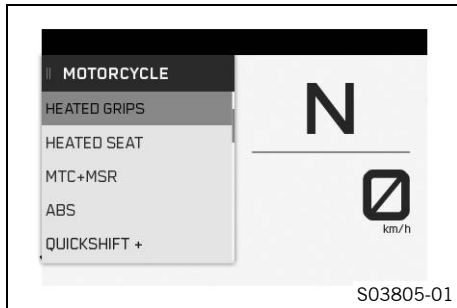 MOTORCYCLE
HEATED GRIPS
HEATED SEAT
MTC+MSR
ABS
QUICKSHIFT +
N
0
km/h
S03805-01